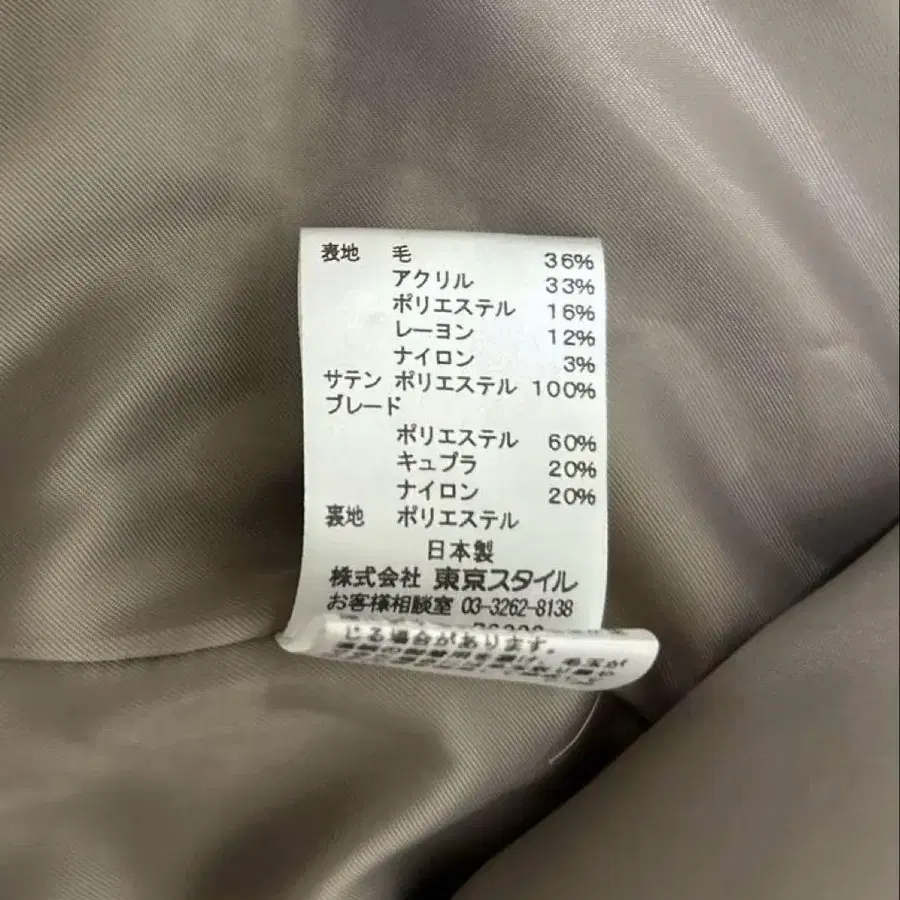 表地 毛 36%
アクリル 33%
ポリエステル 16%
レーヨン 12%
ナイロン 3%
サテン ポリエステル 100%
ブレード
ポリエステル 60%
キュプラ 20%
ナイロン 20%
裏地 ポリエステル
日本製
株式会社 東京スタイル
お客様相談室 03-3262-8138
じる場合があります。